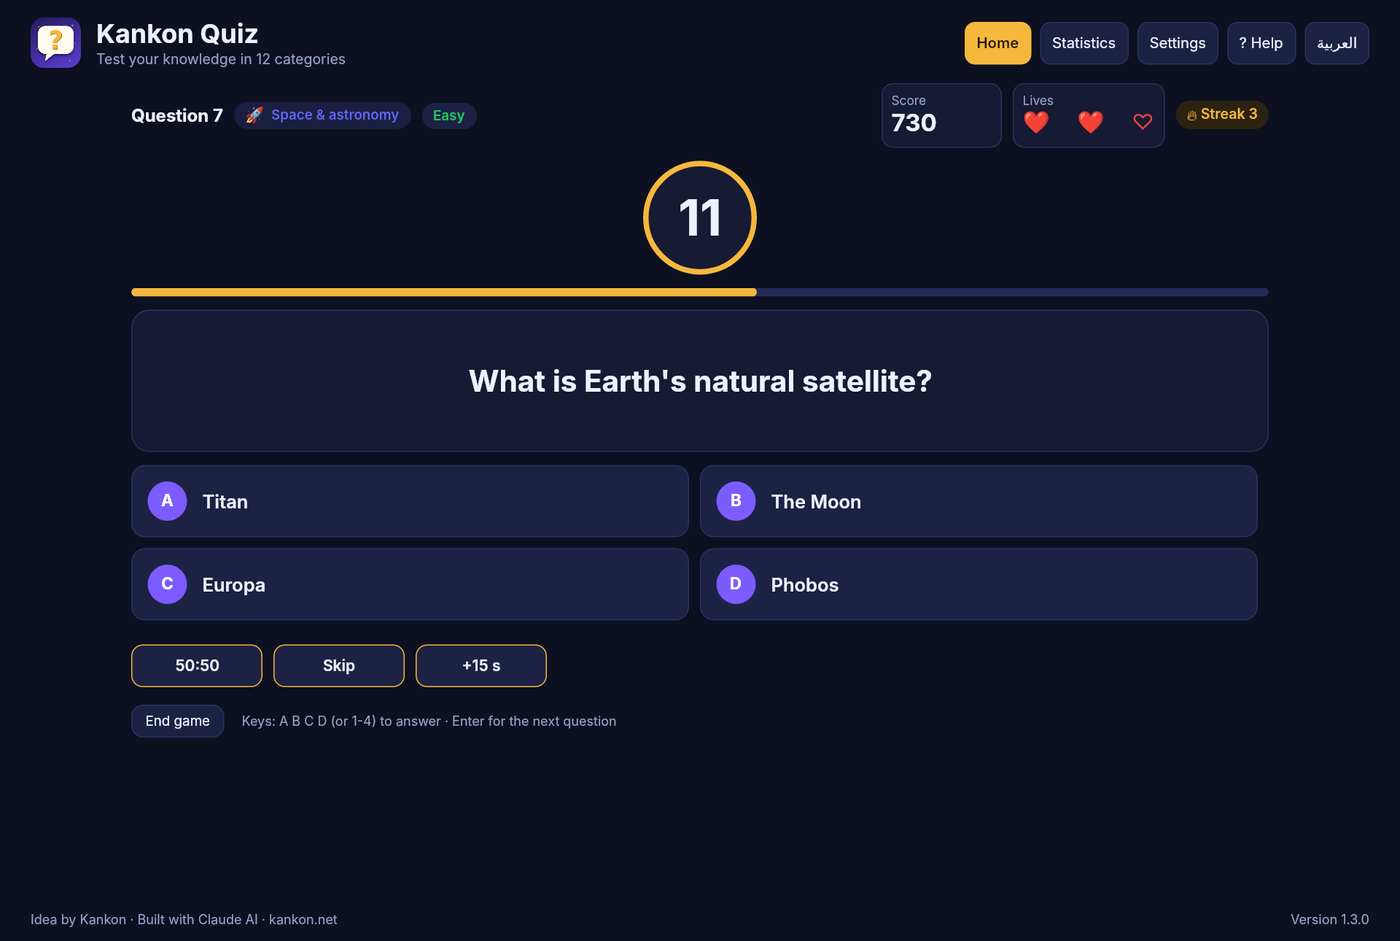 Kankon Quiz
Test your knowledge in 12 categories
Home
Statistics
Settings
? Help
العربية
Question 7
Space & astronomy
Easy
Score
730
Lives
Streak 3
11
What is Earth's natural satellite?
A Titan
B The Moon
C Europa
D Phobos
50:50
Skip
+15 s
End game
Keys: A B C D (or 1-4) to answer · Enter for the next question
Idea by Kankon · Built with Claude AI · kankon.net
Version 1.3.0